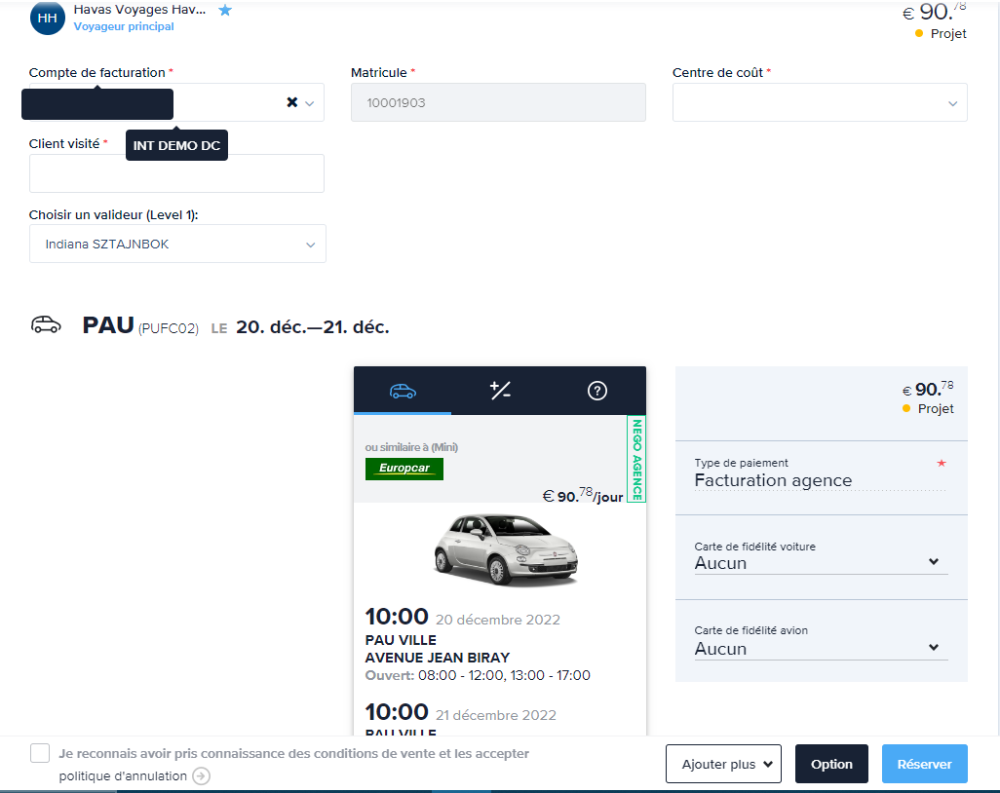 HH
Havas Voyages Hav...
Voyageur principal
€ 90.78
Projet
Compte de facturation *
Matricule *
Centre de coût *
10001903
INT DEMO DC
Client visité *
Choisir un valideur (Level 1):
Indiana SZTAJNBOK
PAU (PUFC02) LE 20. déc.—21. déc.
ou similaire à (Mini)
Europcar
NEGO AGENCE
€ 90.78/jour
10:00 20 décembre 2022
PAU VILLE
AVENUE JEAN BIRAY
Ouvert: 08:00 - 12:00, 13:00 - 17:00
10:00 21 décembre 2022
PAU VILLE
€ 90.78
Projet
Type de paiement *
Facturation agence
Carte de fidélité voiture
Aucun
Carte de fidélité avion
Aucun
Je reconnais avoir pris connaissance des conditions de vente et les accepter
politique d'annulation
Ajouter plus
Option
Réserver